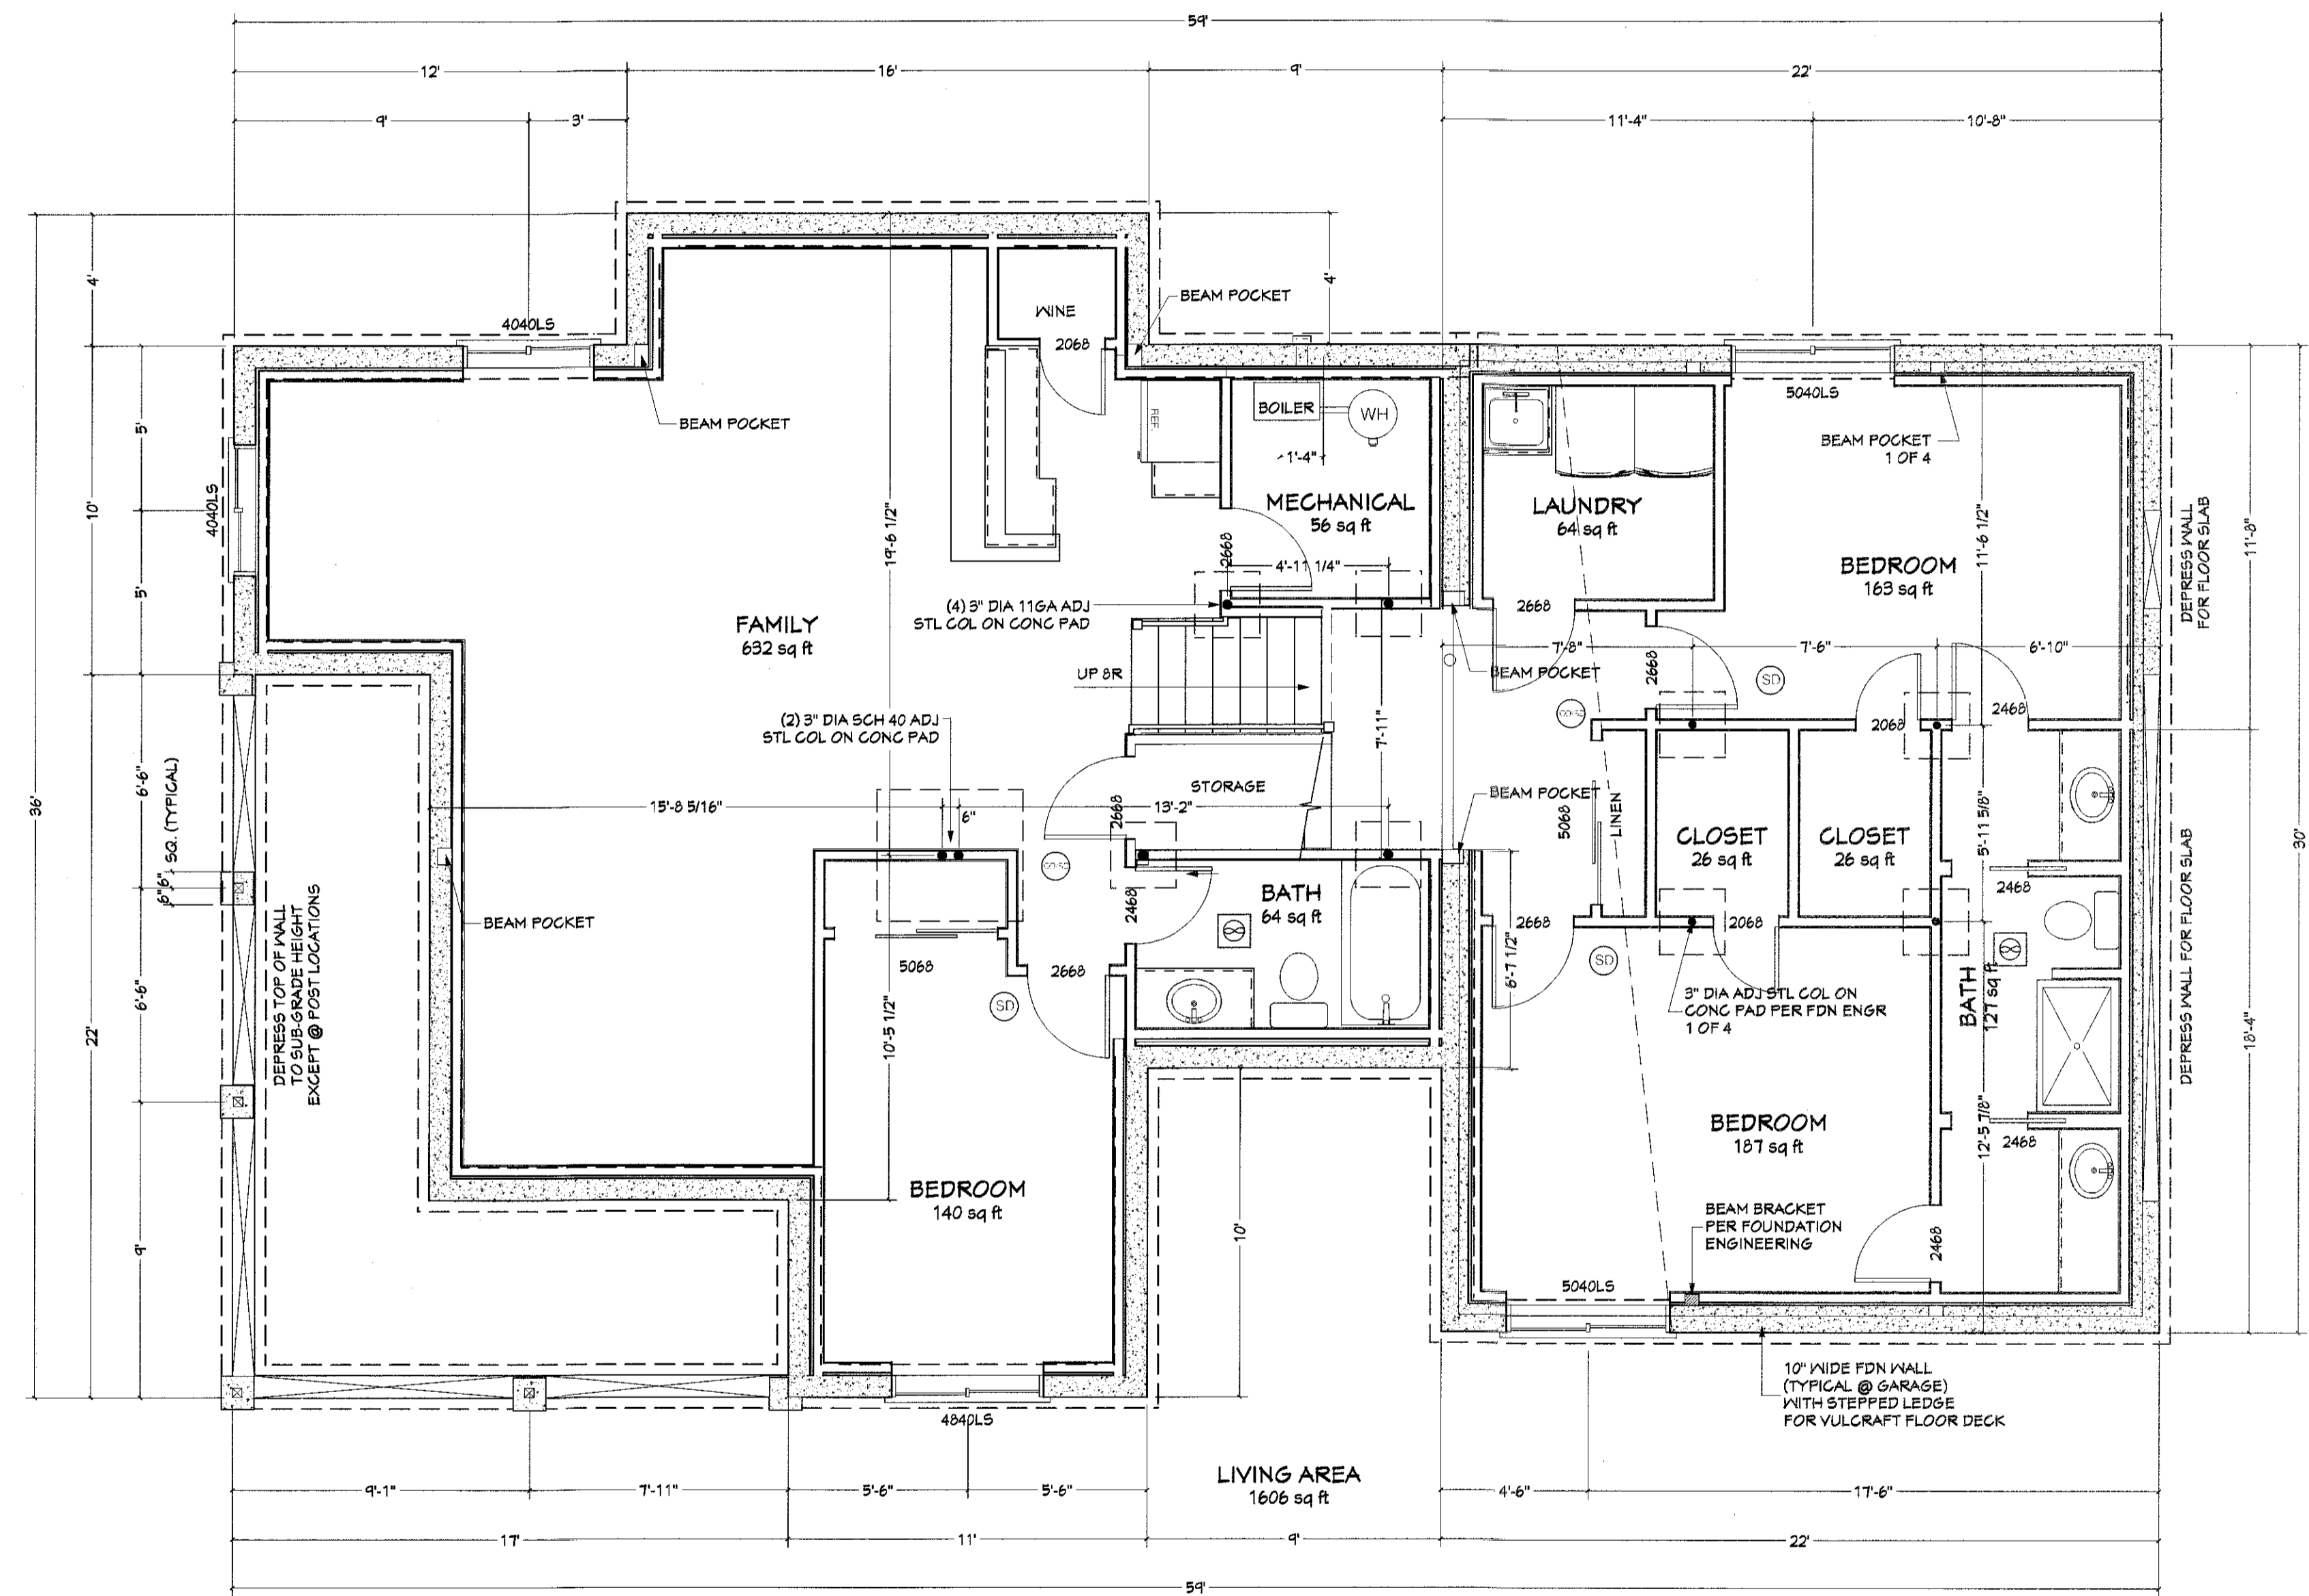 59'
12'
16'
9'
22'
9'
3'
11'-4"
10'-8"
4'
4'
BEAM POCKET
WINE
2068
4040LS
BEAM POCKET
REF.
BOILER
WH
1'-4"
MECHANICAL
56 sq ft
2668
4'-11 1/4"
LAUNDRY
64 sq ft
2668
5040LS
BEAM POCKET
1 OF 4
BEDROOM
163 sq ft
11'-6 1/2"
DEPRESS WALL
FOR FLOOR SLAB
11'-8"
36'
10'
5'
5'
4040LS
19'-6 1/2"
FAMILY
632 sq ft
(4) 3" DIA 11GA ADJ
STL COL ON CONC PAD
UP 8R
BEAM POCKET
7'-8"
7'-6"
6'-10"
2668
SD
2068
2468
(2) 3" DIA SCH 40 ADJ
STL COL ON CONC PAD
7'-11"
STORAGE
15'-8 5/16"
6"
13'-2"
2668
BEAM POCKET
5068
LINEN
CLOSET
26 sq ft
CLOSET
26 sq ft
5'-11 5/8"
30'
22'
6'-6"
6" SQ. (TYPICAL)
6"
6'-6"
9'
DEPRESS TOP OF WALL
TO SUB-GRADE HEIGHT
EXCEPT @ POST LOCATIONS
BEAM POCKET
5068
2668
SD
2468
BATH
64 sq ft
6'-7 1/2"
2668
SD
2068
3" DIA ADJ STL COL ON
CONC PAD PER FDN ENGR
1 OF 4
2468
BATH
127 sq ft
2468
DEPRESS WALL FOR FLOOR SLAB
18'-4"
10'-5 1/2"
BEDROOM
140 sq ft
10'
BEDROOM
187 sq ft
12'-5 7/8"
BEAM BRACKET
PER FOUNDATION
ENGINEERING
2468
5040LS
10" WIDE FDN WALL
(TYPICAL @ GARAGE)
WITH STEPPED LEDGE
FOR VULCRAFT FLOOR DECK
4840LS
LIVING AREA
1606 sq ft
9'-1"
7'-11"
5'-6"
5'-6"
4'-6"
17'-6"
17'
11'
9'
22'
59'